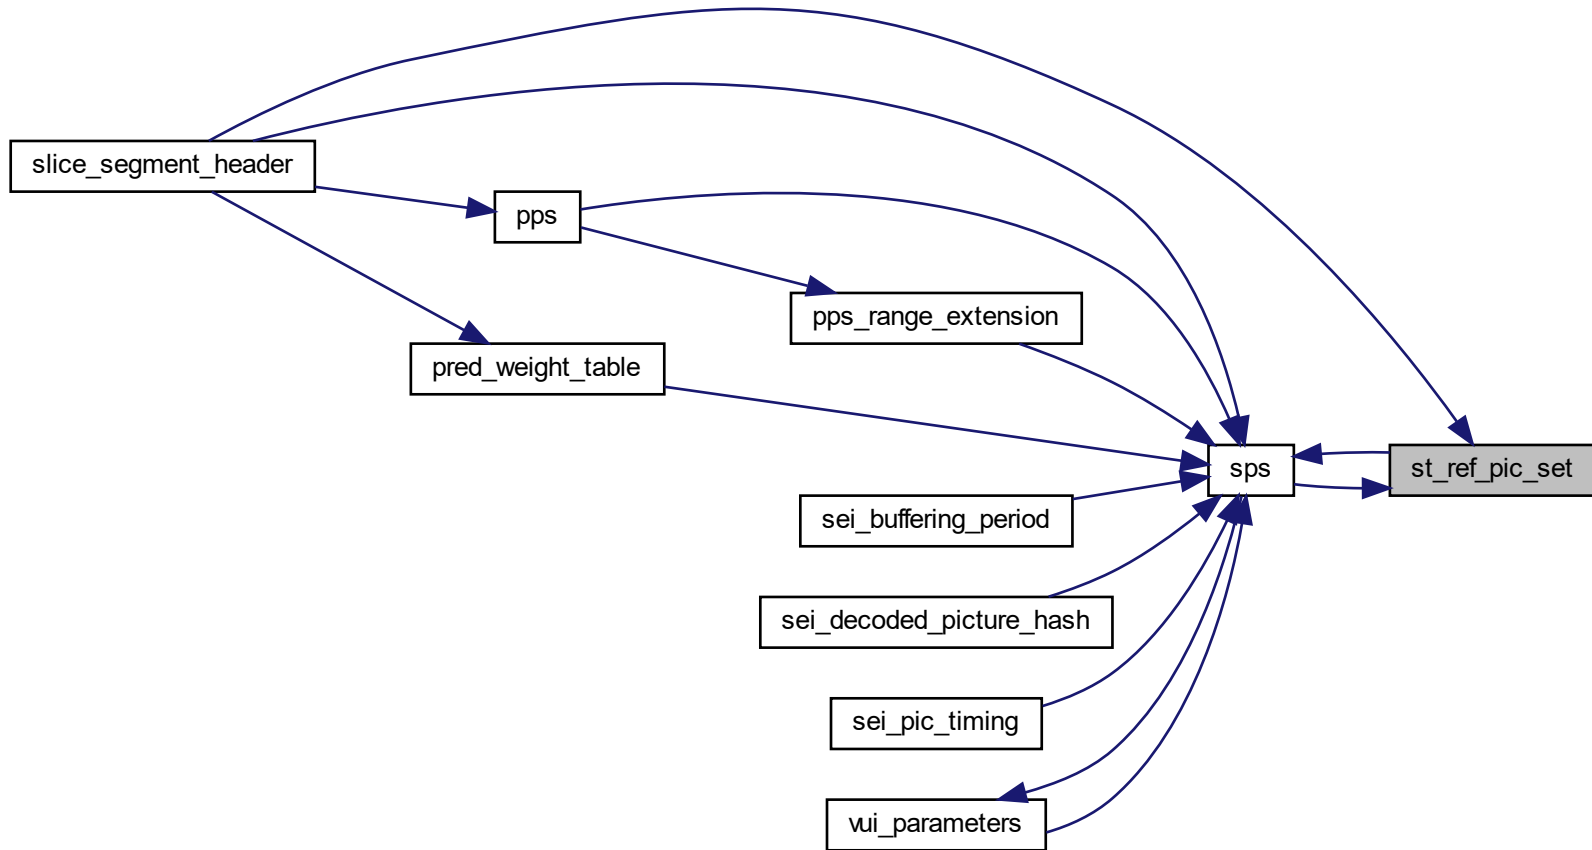 slice_segment_header
pps
pps_range_extension
pred_weight_table
sps
st_ref_pic_set
sei_buffering_period
sei_decoded_picture_hash
sei_pic_timing
vui_parameters